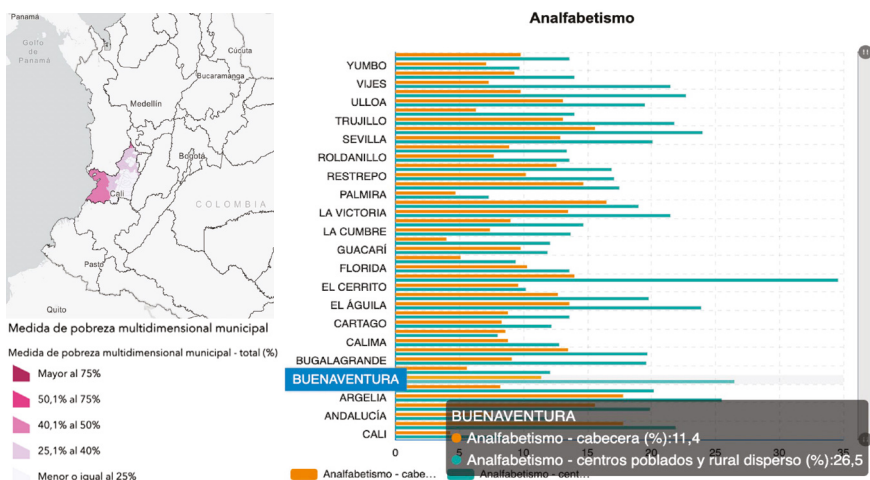 Panamá
Golfo
de
Panamá
Cúcuta
Bucaramanga
Medellín
Bogotá
Cali
COLOMBIA
Pasto
Quito
Medida de pobreza multidimensional municipal
Medida de pobreza multidimensional municipal - total (%)
Mayor al 75%
50,1% al 75%
40,1% al 50%
25,1% al 40%
Menor o igual al 25%
Analfabetismo
YUMBO
VIJES
ULLOA
TRUJILLO
SEVILLA
ROLDANILLO
RESTREPO
PALMIRA
LA VICTORIA
LA CUMBRE
GUACARÍ
FLORIDA
EL CERRITO
EL ÁGUILA
CARTAGO
CALIMA
BUGALAGRANDE
BUENAVENTURA
ARGELIA
ANDALUCÍA
CALI
BUENAVENTURA
Analfabetismo - cabecera (%):11,4
Analfabetismo - centros poblados y rural disperso (%):26,5
0 5 10 15 20 25 30 35
Analfabetismo - cabe...
Analfabetismo - cent...